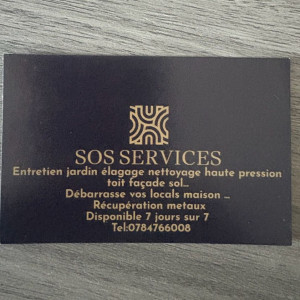 SOS SERVICES
Entretien jardin élagage nettoyage haute pression
toit façade sol...
Débarrasse vos locals maison ...
Récupération metaux
Disponible 7 jours sur 7
Tel:0784766008